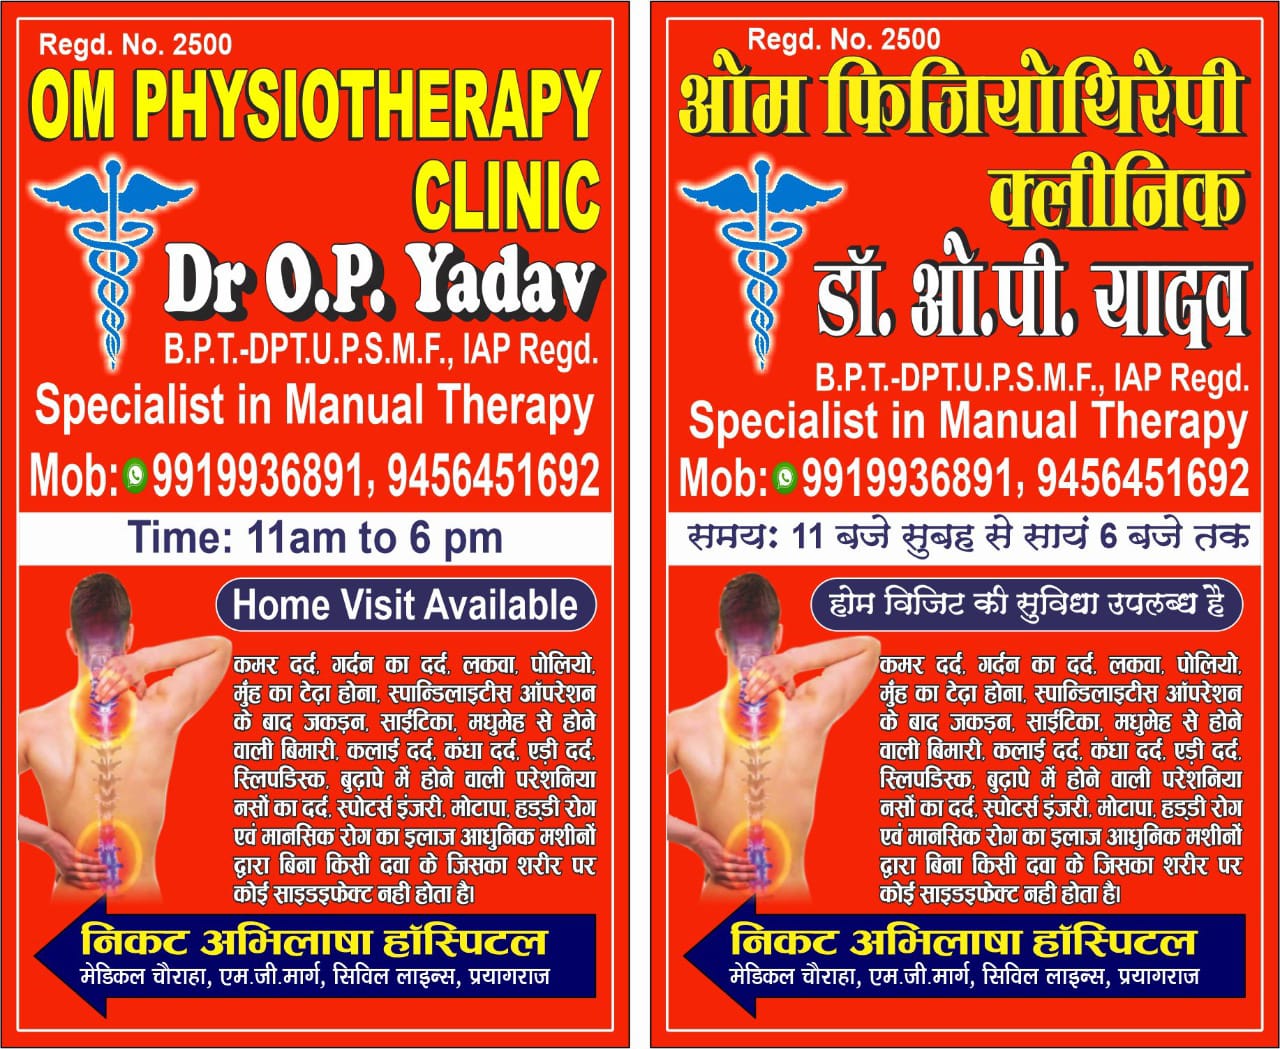 Regd. No. 2500
OM PHYSIOTHERAPY
CLINIC
Dr O.P. Yadav
B.P.T.-DPT.U.P.S.M.F., IAP Regd.
Specialist in Manual Therapy
Mob: 9919936891, 9456451692
Time: 11am to 6 pm
Home Visit Available
कमर दर्द, गर्दन का दर्द, लकवा, पोलियो,
मुँह का टेढ़ा होना, स्पान्डिलाइटीस ऑपरेशन
के बाद जकड़न, साईटिका, मधुमेह से होने
वाली बिमारी, कलाई दर्द, कंधा दर्द, एड़ी दर्द,
स्लिपडिस्क, बुढ़ापे में होने वाली परेशनिया
नसों का दर्द, स्पोटर्स इंजरी, मोटापा, हड्डी रोग
एवं मानसिक रोग का इलाज आधुनिक मशीनों
द्वारा बिना किसी दवा के जिसका शरीर पर
कोई साइडइफेक्ट नही होता है।
निकट अभिलाषा हॉस्पिटल
मेडिकल चौराहा, एम.जी.मार्ग, सिविल लाइन्स, प्रयागराज
Regd. No. 2500
ओम फिजियोथिरेपी
क्लीनिक
डॉ. ओ.पी. यादव
B.P.T.-DPT.U.P.S.M.F., IAP Regd.
Specialist in Manual Therapy
Mob: 9919936891, 9456451692
समय: 11 बजे सुबह से सायं 6 बजे तक
होम विजिट की सुविधा उपलब्ध है
कमर दर्द, गर्दन का दर्द, लकवा, पोलियो,
मुँह का टेढ़ा होना, स्पान्डिलाइटीस ऑपरेशन
के बाद जकड़न, साईटिका, मधुमेह से होने
वाली बिमारी, कलाई दर्द, कंधा दर्द, एड़ी दर्द,
स्लिपडिस्क, बुढ़ापे में होने वाली परेशनिया
नसों का दर्द, स्पोटर्स इंजरी, मोटापा, हड्डी रोग
एवं मानसिक रोग का इलाज आधुनिक मशीनों
द्वारा बिना किसी दवा के जिसका शरीर पर
कोई साइडइफेक्ट नही होता है।
निकट अभिलाषा हॉस्पिटल
मेडिकल चौराहा, एम.जी.मार्ग, सिविल लाइन्स, प्रयागराज